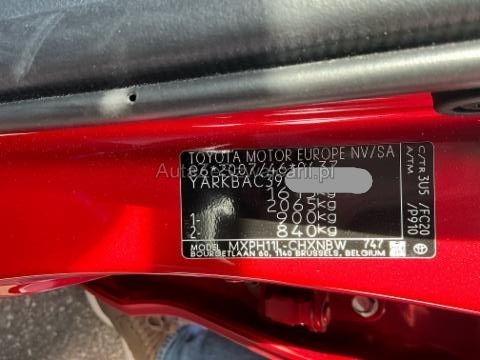 TOYOTA MOTOR EUROPE NV/SA
YARKBAC39
2065kg
1- 900kg
2- 840kg
MODEL MXPH11L-CHXNBW 747
BOURGETLAAN 60, 1140 BRUSSELS, BELGIUM
C/TR 3U5 /FC20
A/TM /P910